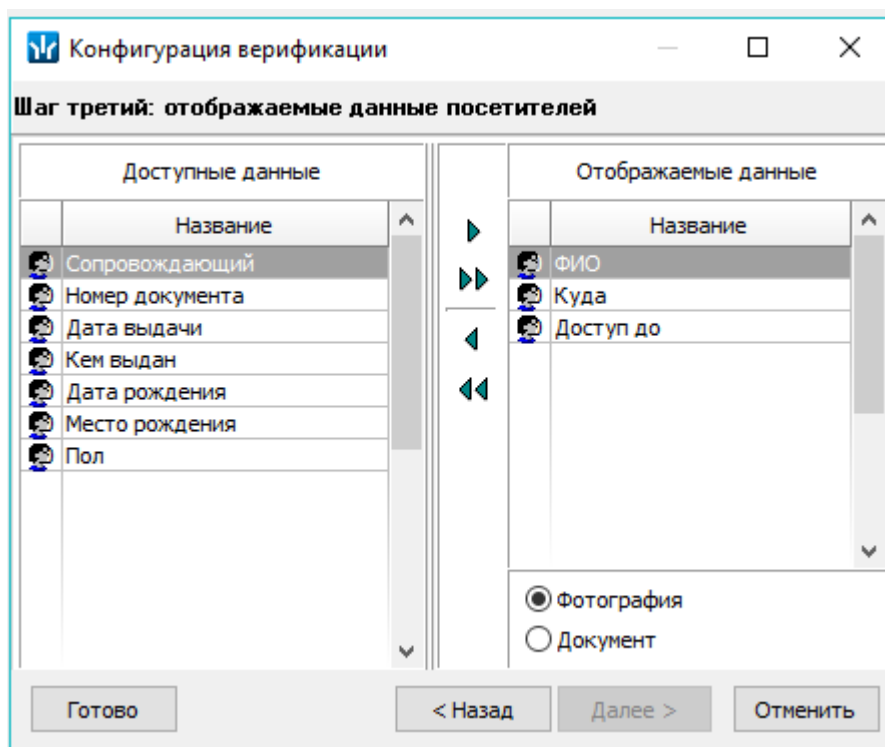 Конфигурация верификации
Шаг третий: отображаемые данные посетителей
Доступные данные
Название
Сопровождающий
Номер документа
Дата выдачи
Кем выдан
Дата рождения
Место рождения
Пол
Отображаемые данные
Название
ФИО
Куда
Доступ до
Фотография
Документ
Готово
< Назад
Далее >
Отменить